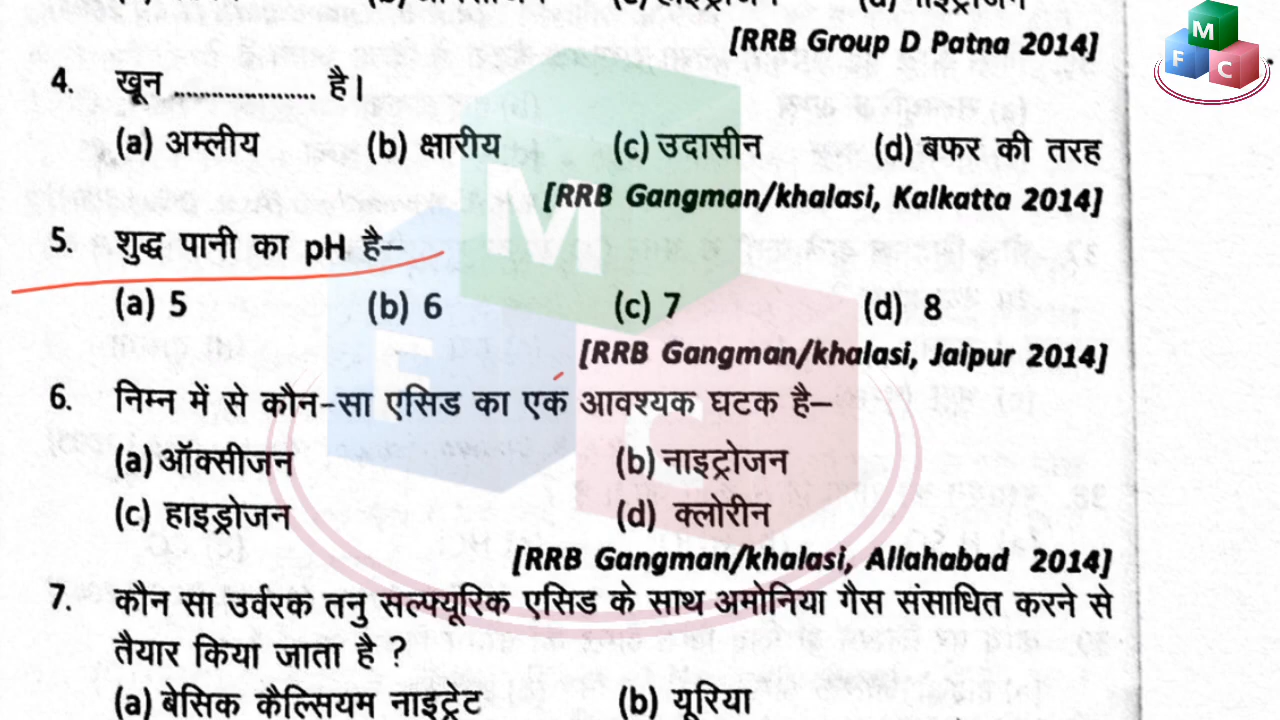 [RRB Group D Patna 2014]
4. खून ..................... है।
(a) अम्लीय (b) क्षारीय (c) उदासीन (d) बफर की तरह
[RRB Gangman/khalasi, Kalkatta 2014]
5. शुद्ध पानी का pH है–
(a) 5 (b) 6 (c) 7 (d) 8
[RRB Gangman/khalasi, Jaipur 2014]
6. निम्न में से कौन-सा एसिड का एक आवश्यक घटक है–
(a) ऑक्सीजन (b) नाइट्रोजन
(c) हाइड्रोजन (d) क्लोरीन
[RRB Gangman/khalasi, Allahabad 2014]
7. कौन सा उर्वरक तनु सल्फ्यूरिक एसिड के साथ अमोनिया गैस संसाधित करने से
तैयार किया जाता है ?
(a) बेसिक कैल्सियम नाइट्रेट (b) यूरिया
M
F C
M
F C